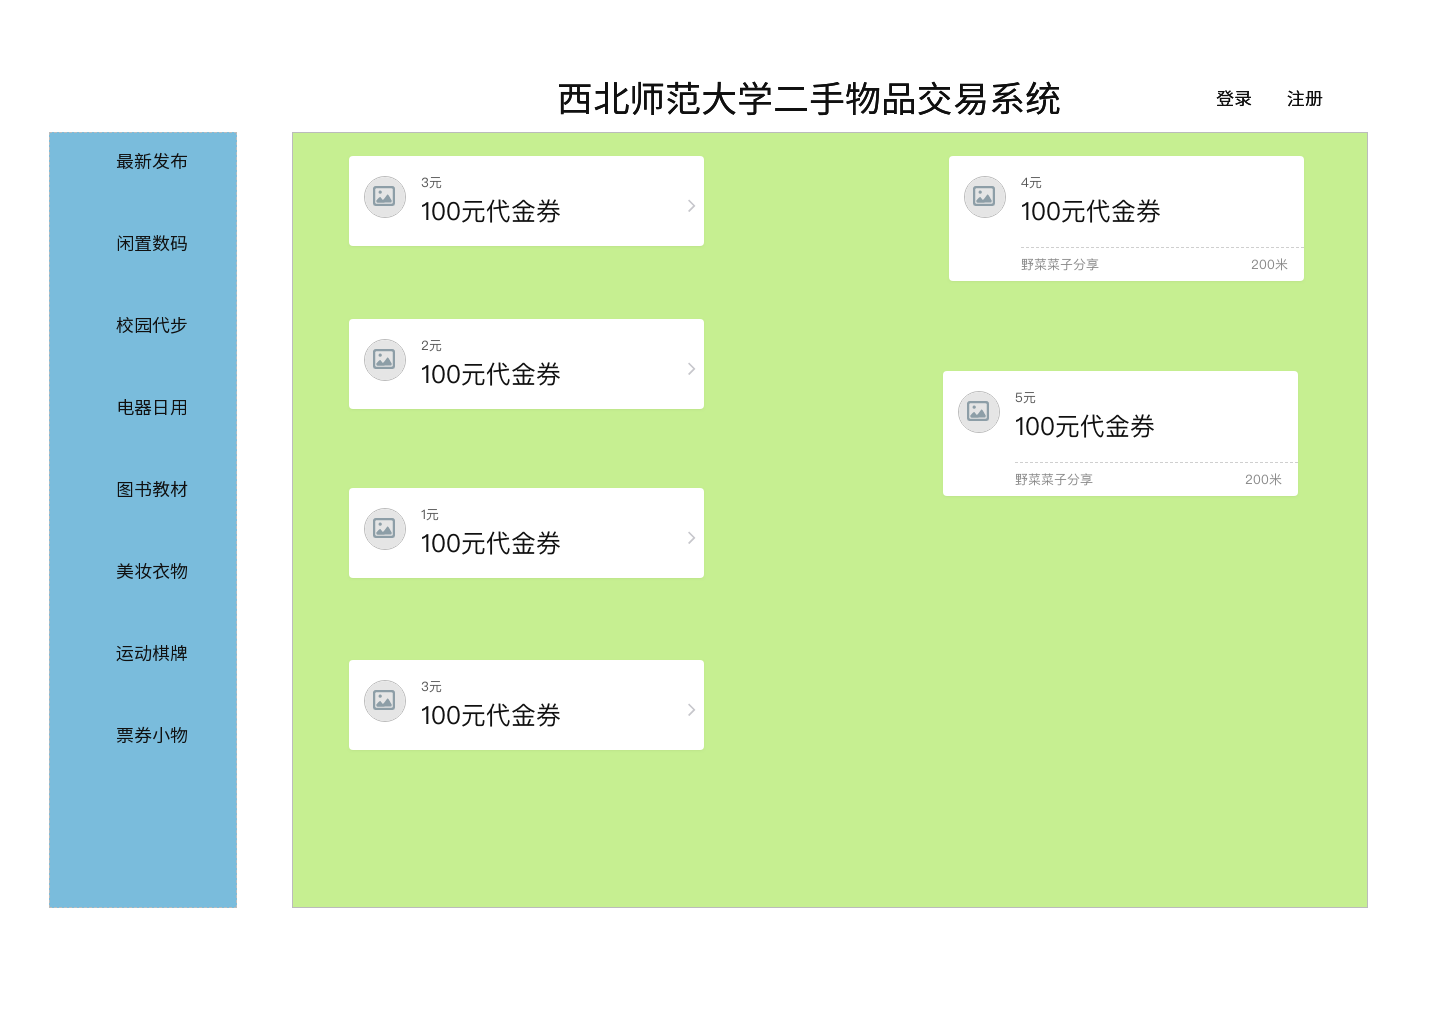 西北师范大学二手物品交易系统
登录
注册
最新发布
闲置数码
校园代步
电器日用
图书教材
美妆衣物
运动棋牌
票券小物
3元
100元代金券
2元
100元代金券
1元
100元代金券
3元
100元代金券
4元
100元代金券
野菜菜子分享 200米
5元
100元代金券
野菜菜子分享 200米